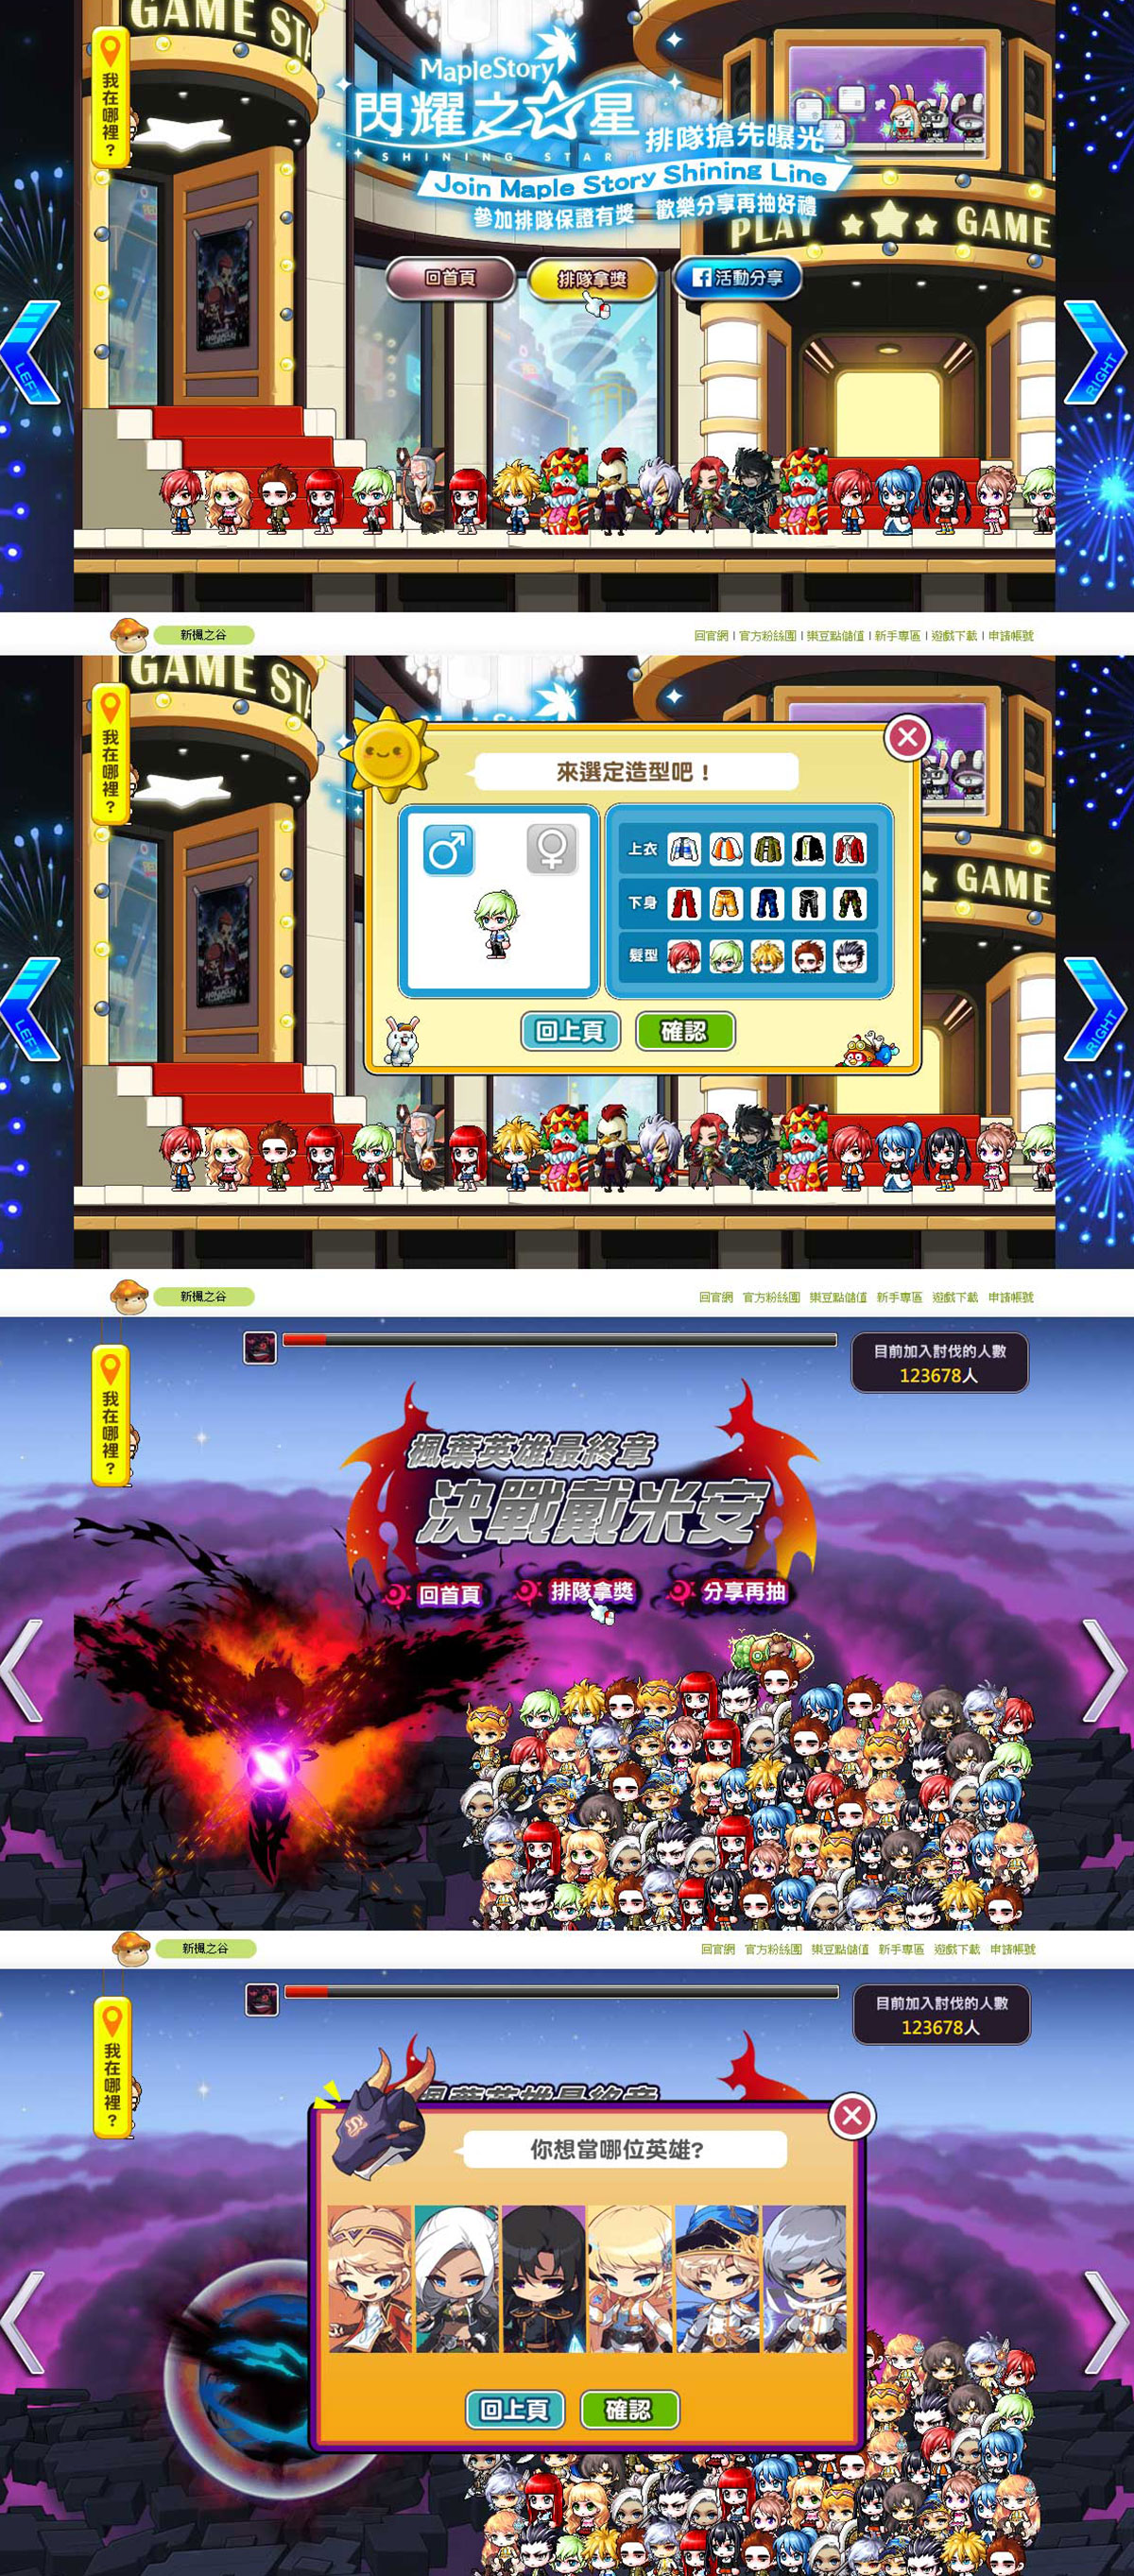 GAME STA
我在哪裡？
MapleStory
閃耀之星
SHINING STAR
排隊搶先曝光
Join Maple Story Shining Line
參加排隊保證有獎 歡樂分享再抽好禮
PLAY ★★★ GAME
回首頁
排隊拿獎
活動分享
LEFT
RIGHT
新楓之谷
回官網 | 官方粉絲團 | 樂豆點儲值 | 新手專區 | 遊戲下載 | 申請帳號
GAME STA
我在哪裡？
來選定造型吧！
上衣
下身
髮型
GAME
回上頁
確認
LEFT
RIGHT
新楓之谷
回官網 官方粉絲團 樂豆點儲值 新手專區 遊戲下載 申請帳號
我在哪裡？
目前加入討伐的人數
123678人
楓葉英雄最終章
決戰戴米安
回首頁
排隊拿獎
分享再抽
新楓之谷
回官網 官方粉絲團 樂豆點儲值 新手專區 遊戲下載 申請帳號
我在哪裡？
目前加入討伐的人數
123678人
楓葉英雄最終章
你想當哪位英雄?
回上頁
確認